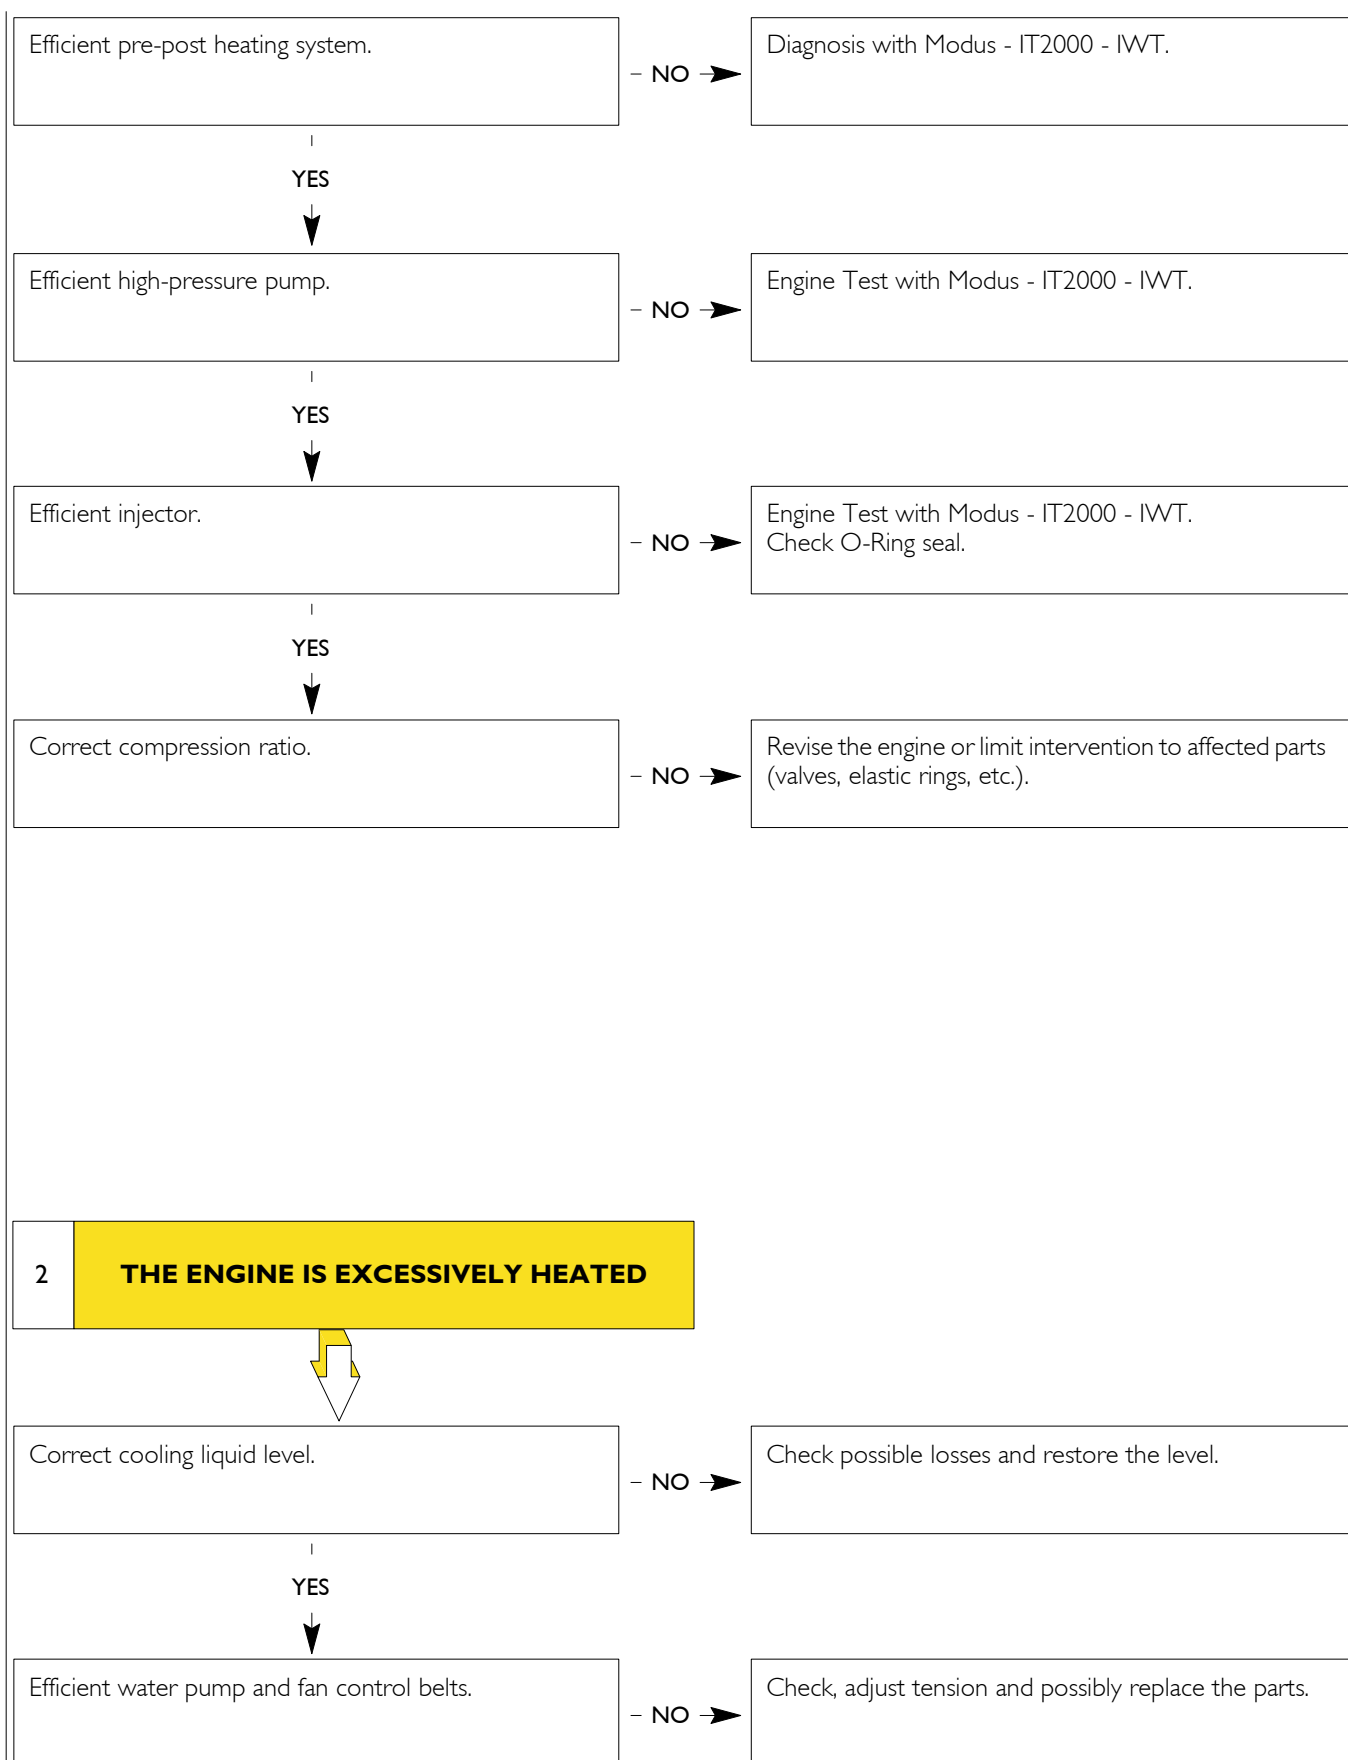 Efficient pre-post heating system.
NO
Diagnosis with Modus - IT2000 - IWT.
YES
Efficient high-pressure pump.
NO
Engine Test with Modus - IT2000 - IWT.
YES
Efficient injector.
NO
Engine Test with Modus - IT2000 - IWT.
Check O-Ring seal.
YES
Correct compression ratio.
NO
Revise the engine or limit intervention to affected parts
(valves, elastic rings, etc.).
2
THE ENGINE IS EXCESSIVELY HEATED
Correct cooling liquid level.
NO
Check possible losses and restore the level.
YES
Efficient water pump and fan control belts.
NO
Check, adjust tension and possibly replace the parts.